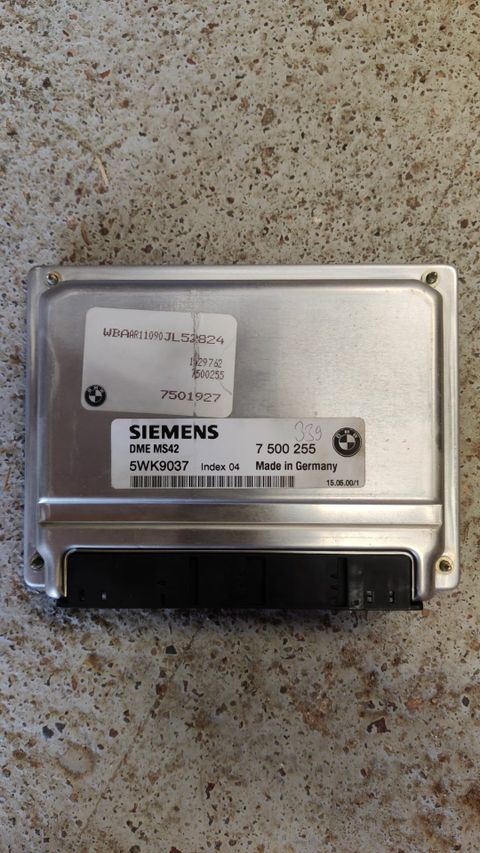 WBAAR11090JL52824
1429762
7500255
7501927
SIEMENS
339
DME MS42
7 500 255
5WK9037 Index 04 Made in Germany
15.05.00/1